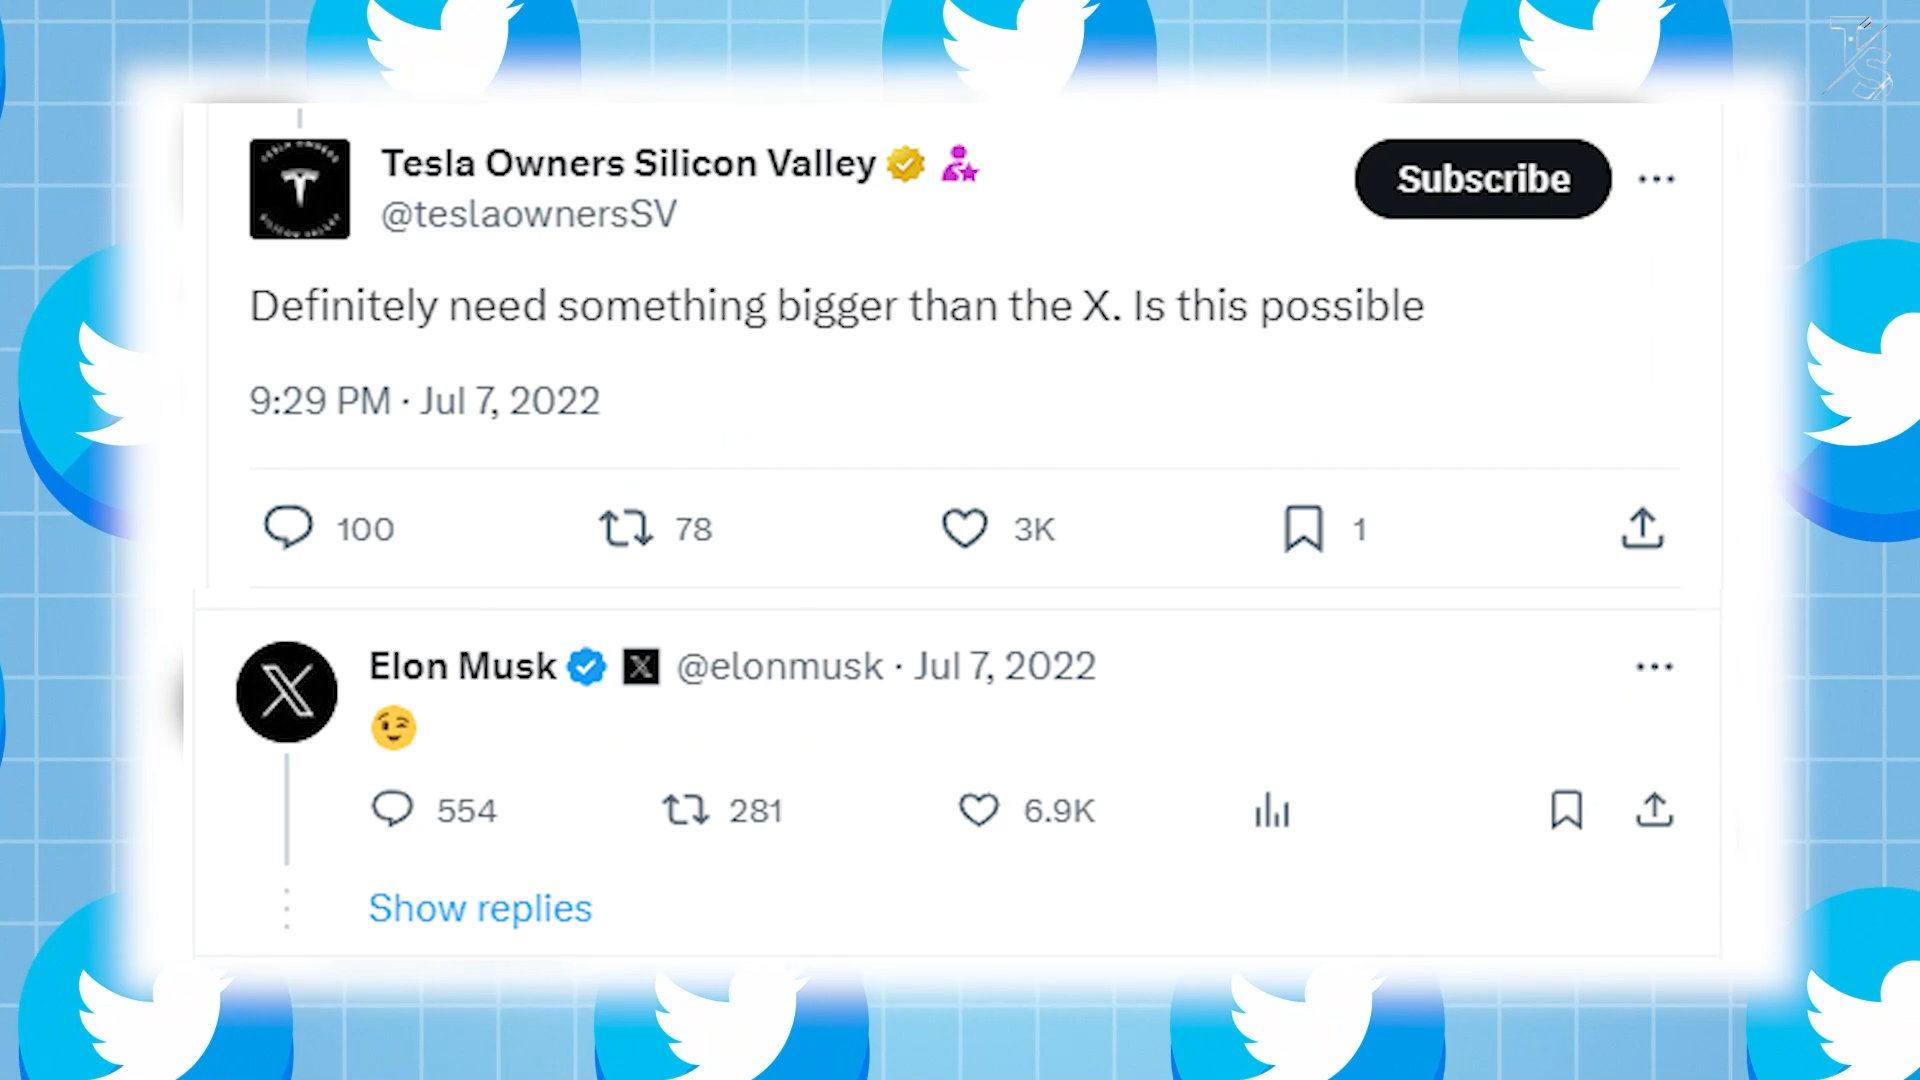 Tesla Owners Silicon Valley
@teslaownersSV
Subscribe
Definitely need something bigger than the X. Is this possible
9:29 PM · Jul 7, 2022
100 78 3K 1
Elon Musk @elonmusk · Jul 7, 2022
😉
554 281 6.9K
Show replies
TS